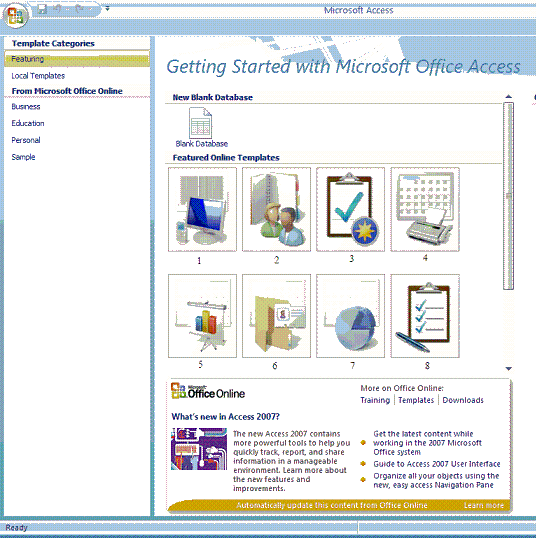 Microsoft Access
Template Categories
Featuring
Local Templates
From Microsoft Office Online
Business
Education
Personal
Sample
Getting Started with Microsoft Office Access
New Blank Database
Blank Database
Featured Online Templates
1
2
3
4
5
6
7
8
Microsoft
Office Online
More on Office Online:
Training | Templates | Downloads
What's new in Access 2007?
The new Access 2007 contains
more powerful tools to help you
quickly track, report, and share
information in a manageable
environment. Learn more about
the new features and
improvements.
Get the latest content while
working in the 2007 Microsoft
Office system
Guide to Access 2007 User Interface
Organize all your objects using the
new, easy access Navigation Pane
Automatically update this content from Office Online
Learn more
Ready